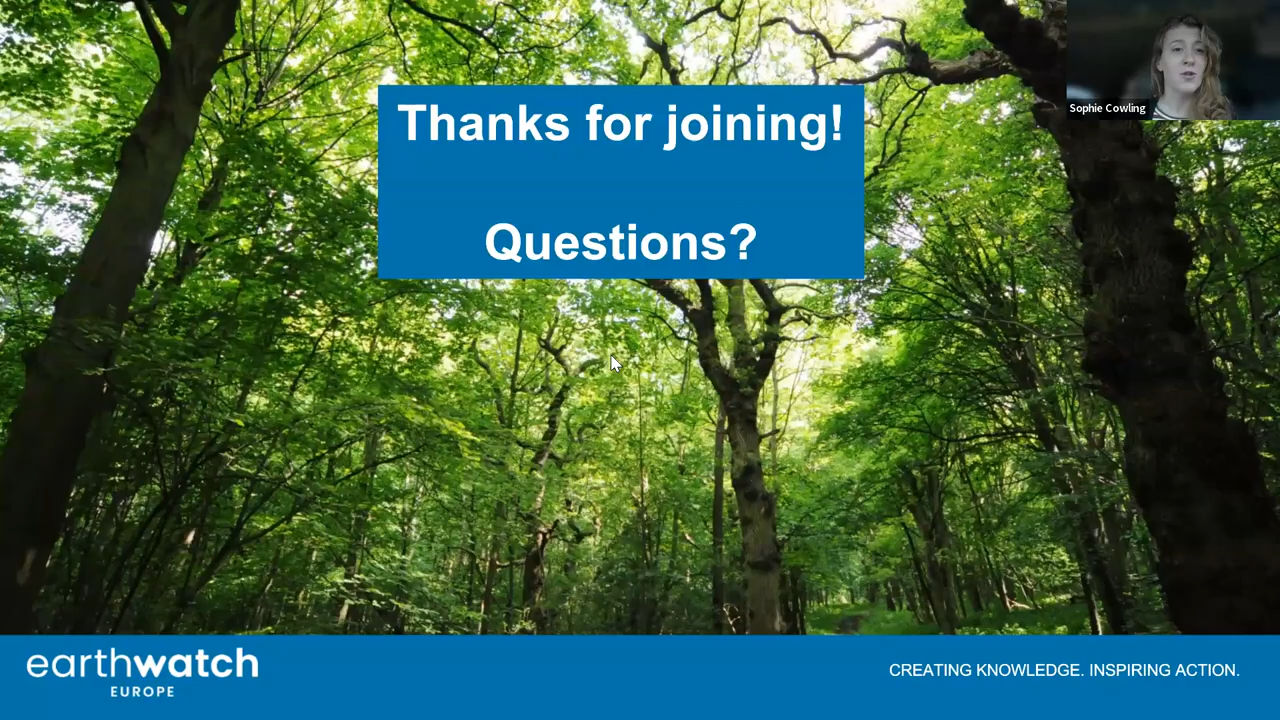 Thanks for joining!
Questions?
Sophie Cowling
earthwatch
EUROPE
CREATING KNOWLEDGE. INSPIRING ACTION.